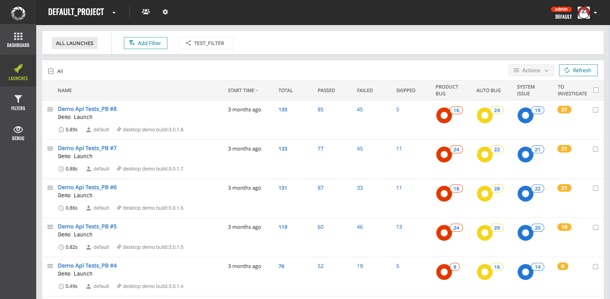 DEFAULT_PROJECT
admin
DEFAULT
DASHBOARD
LAUNCHES
FILTERS
DEBUG
ALL LAUNCHES
Add Filter
TEST_FILTER
All
Actions
Refresh
NAME START TIME TOTAL PASSED FAILED SKIPPED PRODUCT BUG AUTO BUG SYSTEM ISSUE TO INVESTIGATE
Demo Api Tests_PB #8 3 months ago 135 85 45 5 16 24 19 31
Demo Launch
0.89s default desktop demo build:3.0.1.8
Demo Api Tests_PB #7 3 months ago 133 77 45 11 24 22 21 21
Demo Launch
0.88s default desktop demo build:3.0.1.7
Demo Api Tests_PB #6 3 months ago 131 87 33 11 18 28 22 21
Demo Launch
0.86s default desktop demo build:3.0.1.6
Demo Api Tests_PB #5 3 months ago 119 60 46 13 24 29 20 19
Demo Launch
0.82s default desktop demo build:3.0.1.5
Demo Api Tests_PB #4 3 months ago 76 52 19 5 9 16 14
Demo Launch
0.49s default desktop demo build:3.0.1.4